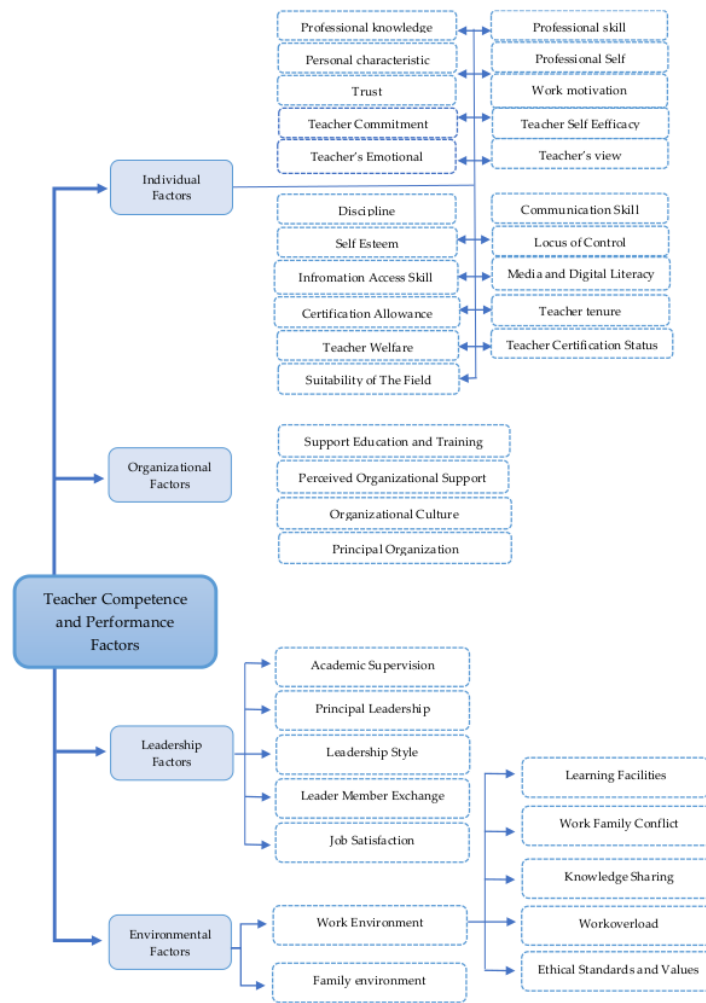 Professional knowledge
Professional skill
Personal characteristic
Professional Self
Trust
Work motivation
Teacher Commitment
Teacher Self Eefficacy
Teacher's Emotional
Teacher's view
Individual
Factors
Discipline
Communication Skill
Self Esteem
Locus of Control
Infromation Access Skill
Media and Digital Literacy
Certification Allowance
Teacher tenure
Teacher Welfare
Teacher Certification Status
Suitability of The Field
Support Education and Training
Organizational
Factors
Perceived Organizational Support
Organizational Culture
Principal Organization
Teacher Competence
and Performance
Factors
Academic Supervision
Principal Leadership
Leadership
Factors
Leadership Style
Leader Member Exchange
Job Satisfaction
Learning Facilities
Work Family Conflict
Knowledge Sharing
Environmental
Factors
Work Environment
Workoverload
Family environment
Ethical Standards and Values